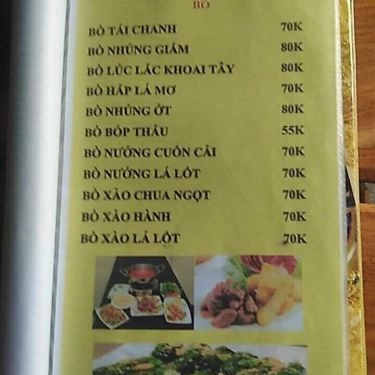 BÒ
BÒ TÁI CHANH 70K
BÒ NHÚNG GIẤM 80K
BÒ LÚC LẮC KHOAI TÂY 80K
BÒ HẤP LÁ MƠ 70K
BÒ NHÚNG ỚT 80K
BÒ BÓP THẤU 55K
BÒ NƯỚNG CUÔN CẢI 70K
BÒ NƯỚNG LÁ LỐT 70K
BÒ XÀO CHUA NGỌT 70K
BÒ XÀO HÀNH 70K
BÒ XÀO LÁ LỐT 70K